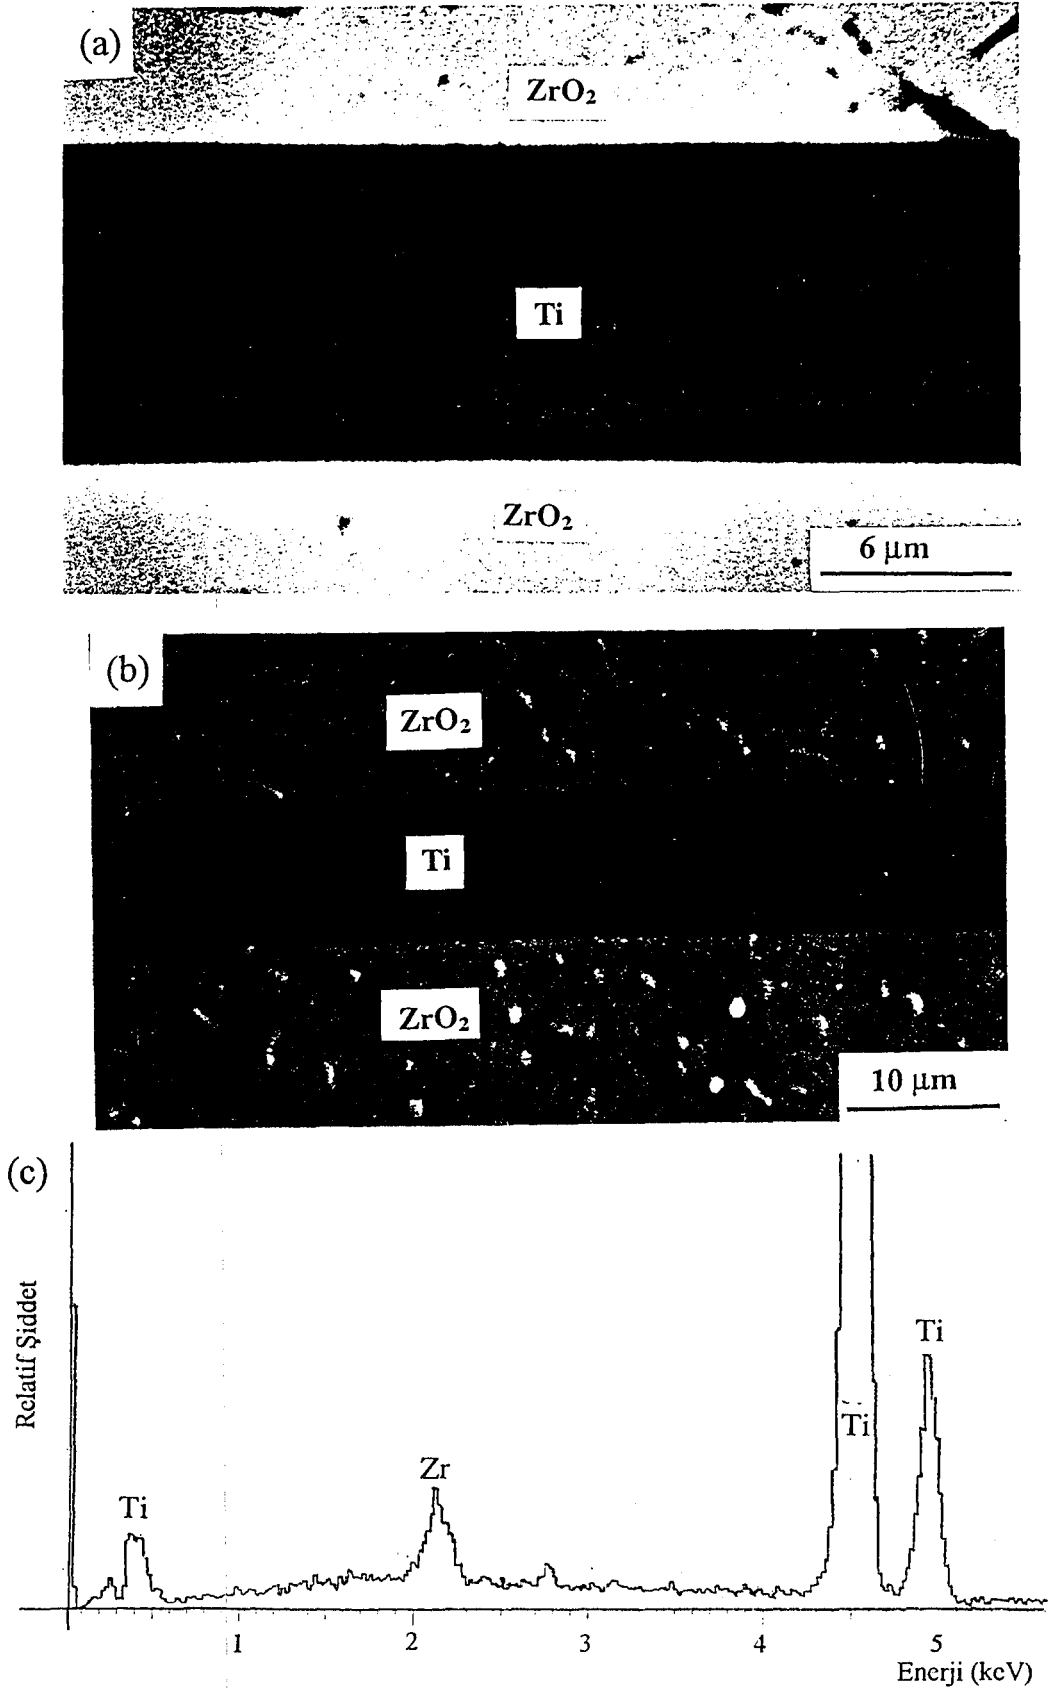 (a)
ZrO₂
Ti
ZrO₂
6 µm
(b)
ZrO₂
Ti
ZrO₂
10 µm
(c)
Relatif Şiddet
Ti
Zr
Ti
Ti
1 2 3 4 5
Enerji (keV)